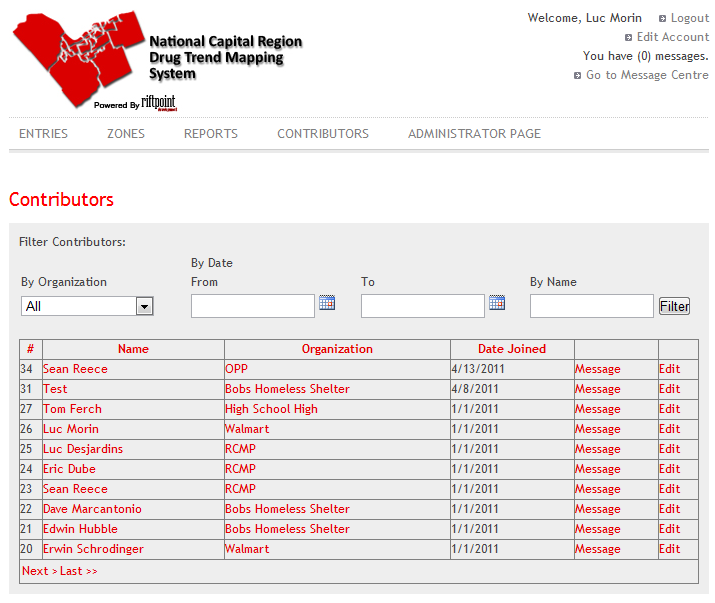 National Capital Region
Drug Trend Mapping
System
Powered By riftpoint
Welcome, Luc Morin Logout
Edit Account
You have (0) messages.
Go to Message Centre
ENTRIES ZONES REPORTS CONTRIBUTORS ADMINISTRATOR PAGE
Contributors
Filter Contributors:
By Date
By Organization From To By Name
All Filter
# Name Organization Date Joined
34 Sean Reece OPP 4/13/2011 Message Edit
31 Test Bobs Homeless Shelter 4/8/2011 Message Edit
27 Tom Ferch High School High 1/1/2011 Message Edit
26 Luc Morin Walmart 1/1/2011 Message Edit
25 Luc Desjardins RCMP 1/1/2011 Message Edit
24 Eric Dube RCMP 1/1/2011 Message Edit
23 Sean Reece RCMP 1/1/2011 Message Edit
22 Dave Marcantonio Bobs Homeless Shelter 1/1/2011 Message Edit
21 Edwin Hubble Bobs Homeless Shelter 1/1/2011 Message Edit
20 Erwin Schrodinger Walmart 1/1/2011 Message Edit
Next > Last >>